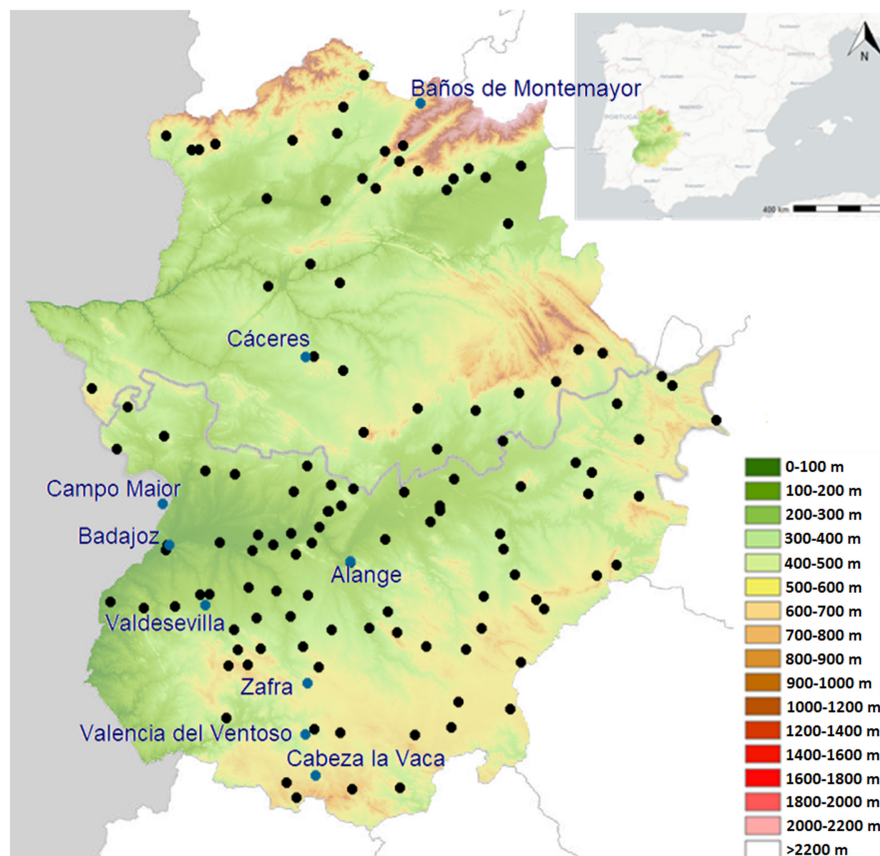 N
PORTUGAL
MADRID
400 km
Baños de Montemayor
Cáceres
Campo Maior
Badajoz
Alange
Valdesevilla
Zafra
Valencia del Ventoso
Cabeza la Vaca
0-100 m
100-200 m
200-300 m
300-400 m
400-500 m
500-600 m
600-700 m
700-800 m
800-900 m
900-1000 m
1000-1200 m
1200-1400 m
1400-1600 m
1600-1800 m
1800-2000 m
2000-2200 m
>2200 m